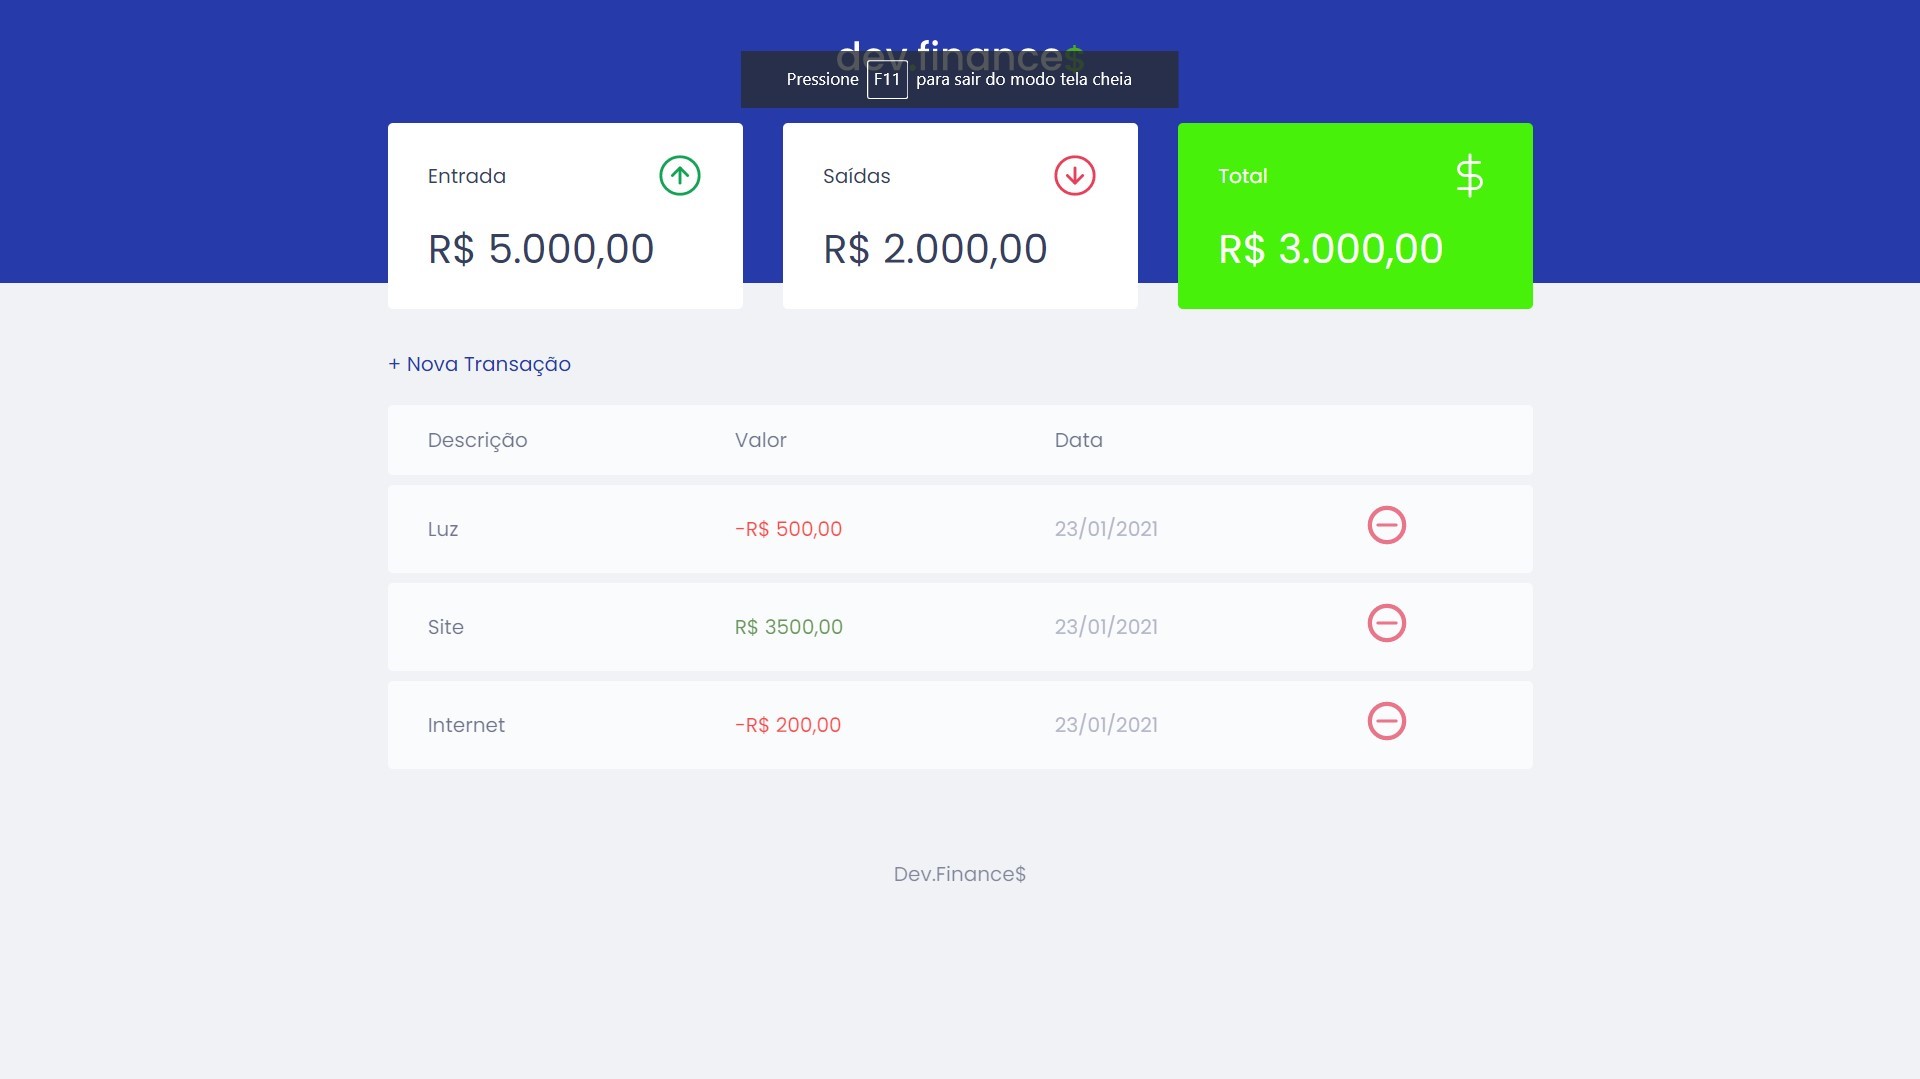 dev.finance$
Pressione F11 para sair do modo tela cheia
Entrada
R$ 5.000,00
Saídas
R$ 2.000,00
Total
$
R$ 3.000,00
+ Nova Transação
Descrição Valor Data
Luz -R$ 500,00 23/01/2021
Site R$ 3500,00 23/01/2021
Internet -R$ 200,00 23/01/2021
Dev.Finance$